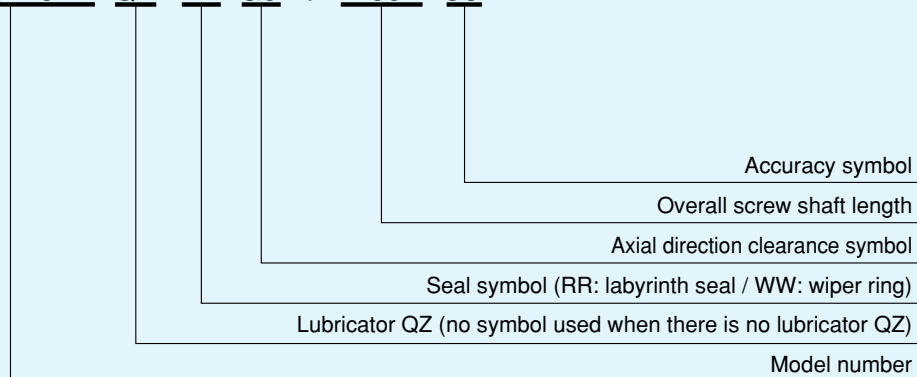 Accuracy symbol
Overall screw shaft length
Axial direction clearance symbol
Seal symbol (RR: labyrinth seal / WW: wiper ring)
Lubricator QZ (no symbol used when there is no lubricator QZ)
Model number